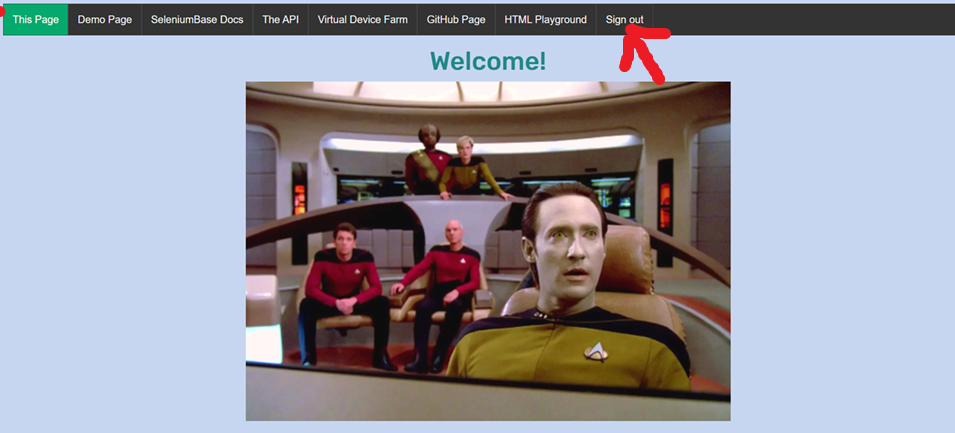 This Page Demo Page SeleniumBase Docs The API Virtual Device Farm GitHub Page HTML Playground Sign out
Welcome!